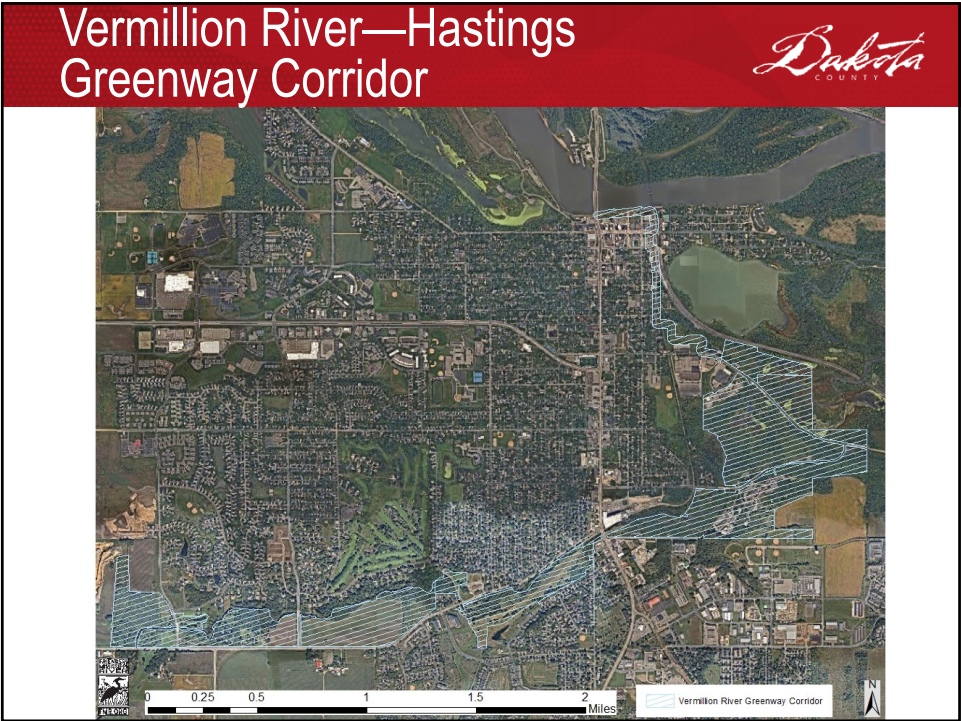 Vermillion River—Hastings
Greenway Corridor
Dakota
COUNTY
0 0.25 0.5 1 1.5 2
Miles
Vermillion River Greenway Corridor
N